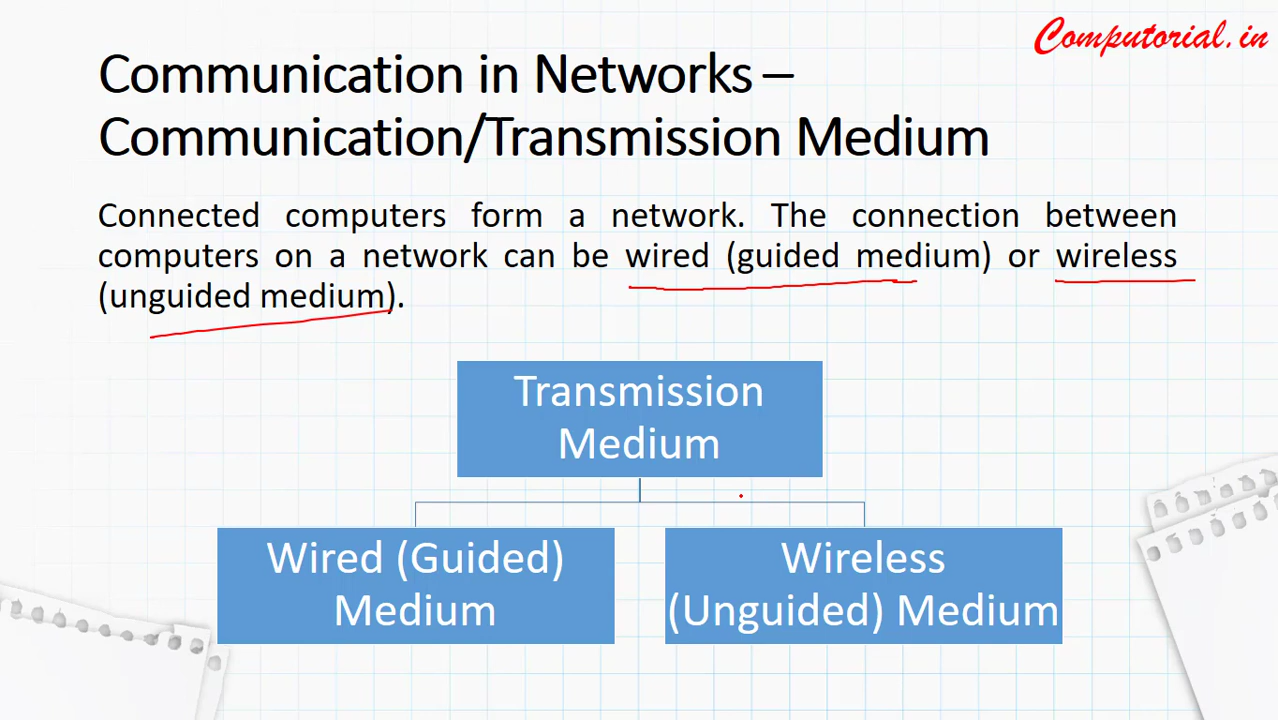 Computorial.in
Communication in Networks –
Communication/Transmission Medium
Connected computers form a network. The connection between
computers on a network can be wired (guided medium) or wireless
(unguided medium).
Transmission
Medium
Wired (Guided)
Medium
Wireless
(Unguided) Medium